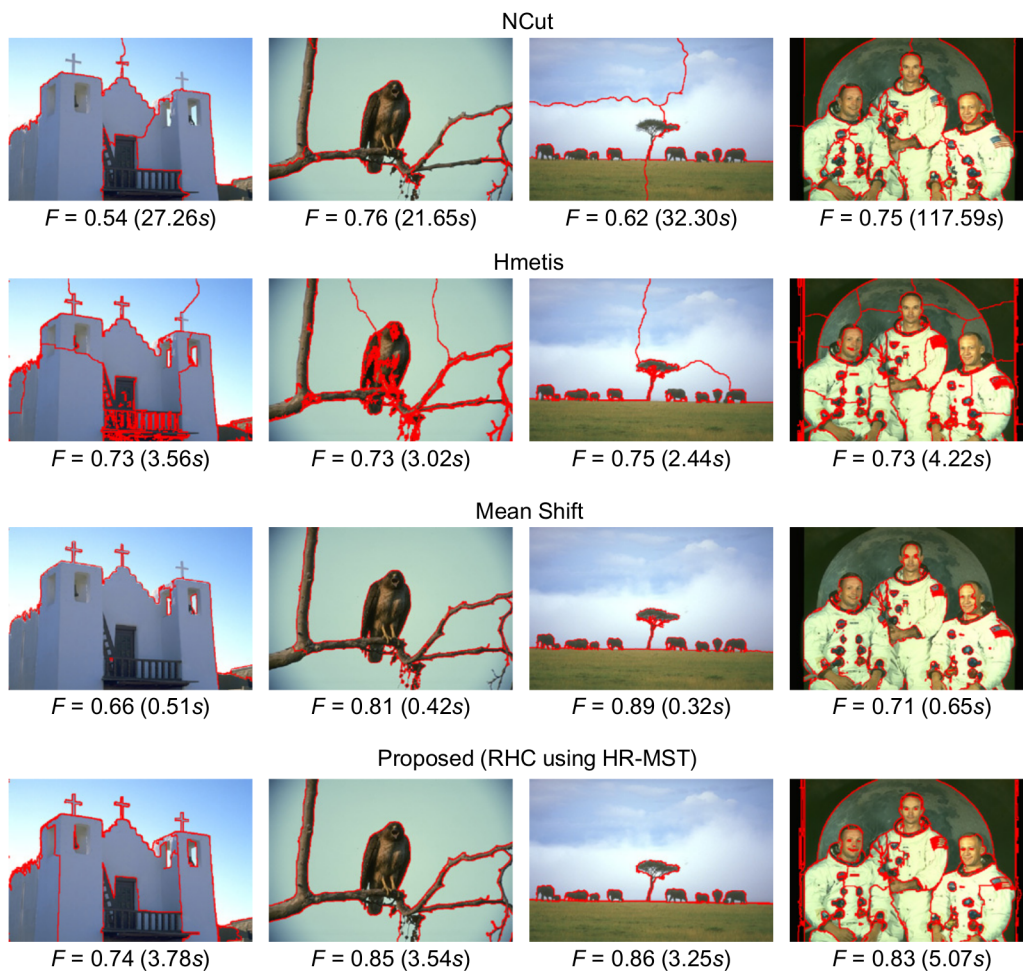 NCut
F = 0.54 (27.26s) F = 0.76 (21.65s) F = 0.62 (32.30s) F = 0.75 (117.59s)
Hmetis
F = 0.73 (3.56s) F = 0.73 (3.02s) F = 0.75 (2.44s) F = 0.73 (4.22s)
Mean Shift
F = 0.66 (0.51s) F = 0.81 (0.42s) F = 0.89 (0.32s) F = 0.71 (0.65s)
Proposed (RHC using HR-MST)
F = 0.74 (3.78s) F = 0.85 (3.54s) F = 0.86 (3.25s) F = 0.83 (5.07s)